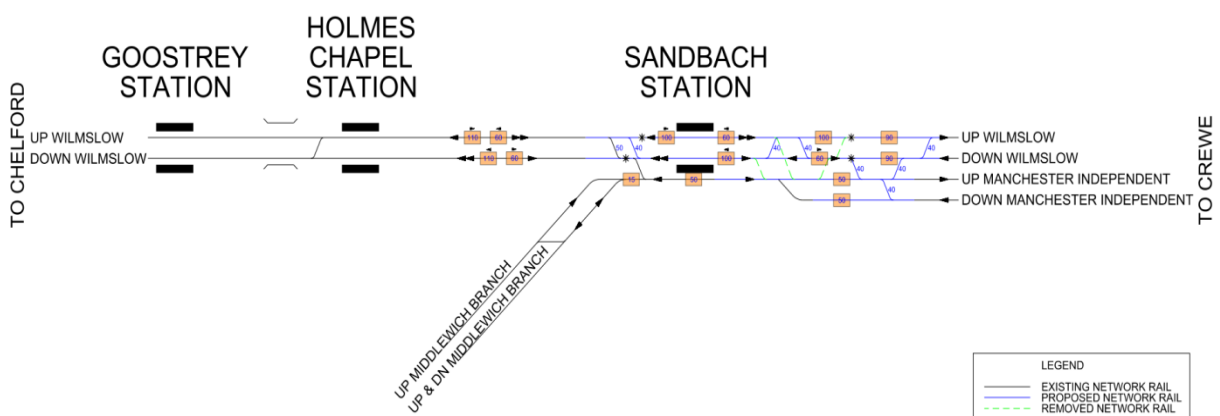 HOLMES
CHAPEL
STATION
GOOSTREY
STATION
SANDBACH
STATION
TO CHELFORD
TO CREWE
UP WILMSLOW
DOWN WILMSLOW
110
60
110
60
50
40
100
60
100
40
40
100
60
90
90
40
40
40
15
50
50
40
50
UP WILMSLOW
DOWN WILMSLOW
UP MANCHESTER INDEPENDENT
DOWN MANCHESTER INDEPENDENT
UP MIDDLEWICH BRANCH
UP & DN MIDDLEWICH BRANCH
LEGEND
EXISTING NETWORK RAIL
PROPOSED NETWORK RAIL
REMOVED NETWORK RAIL